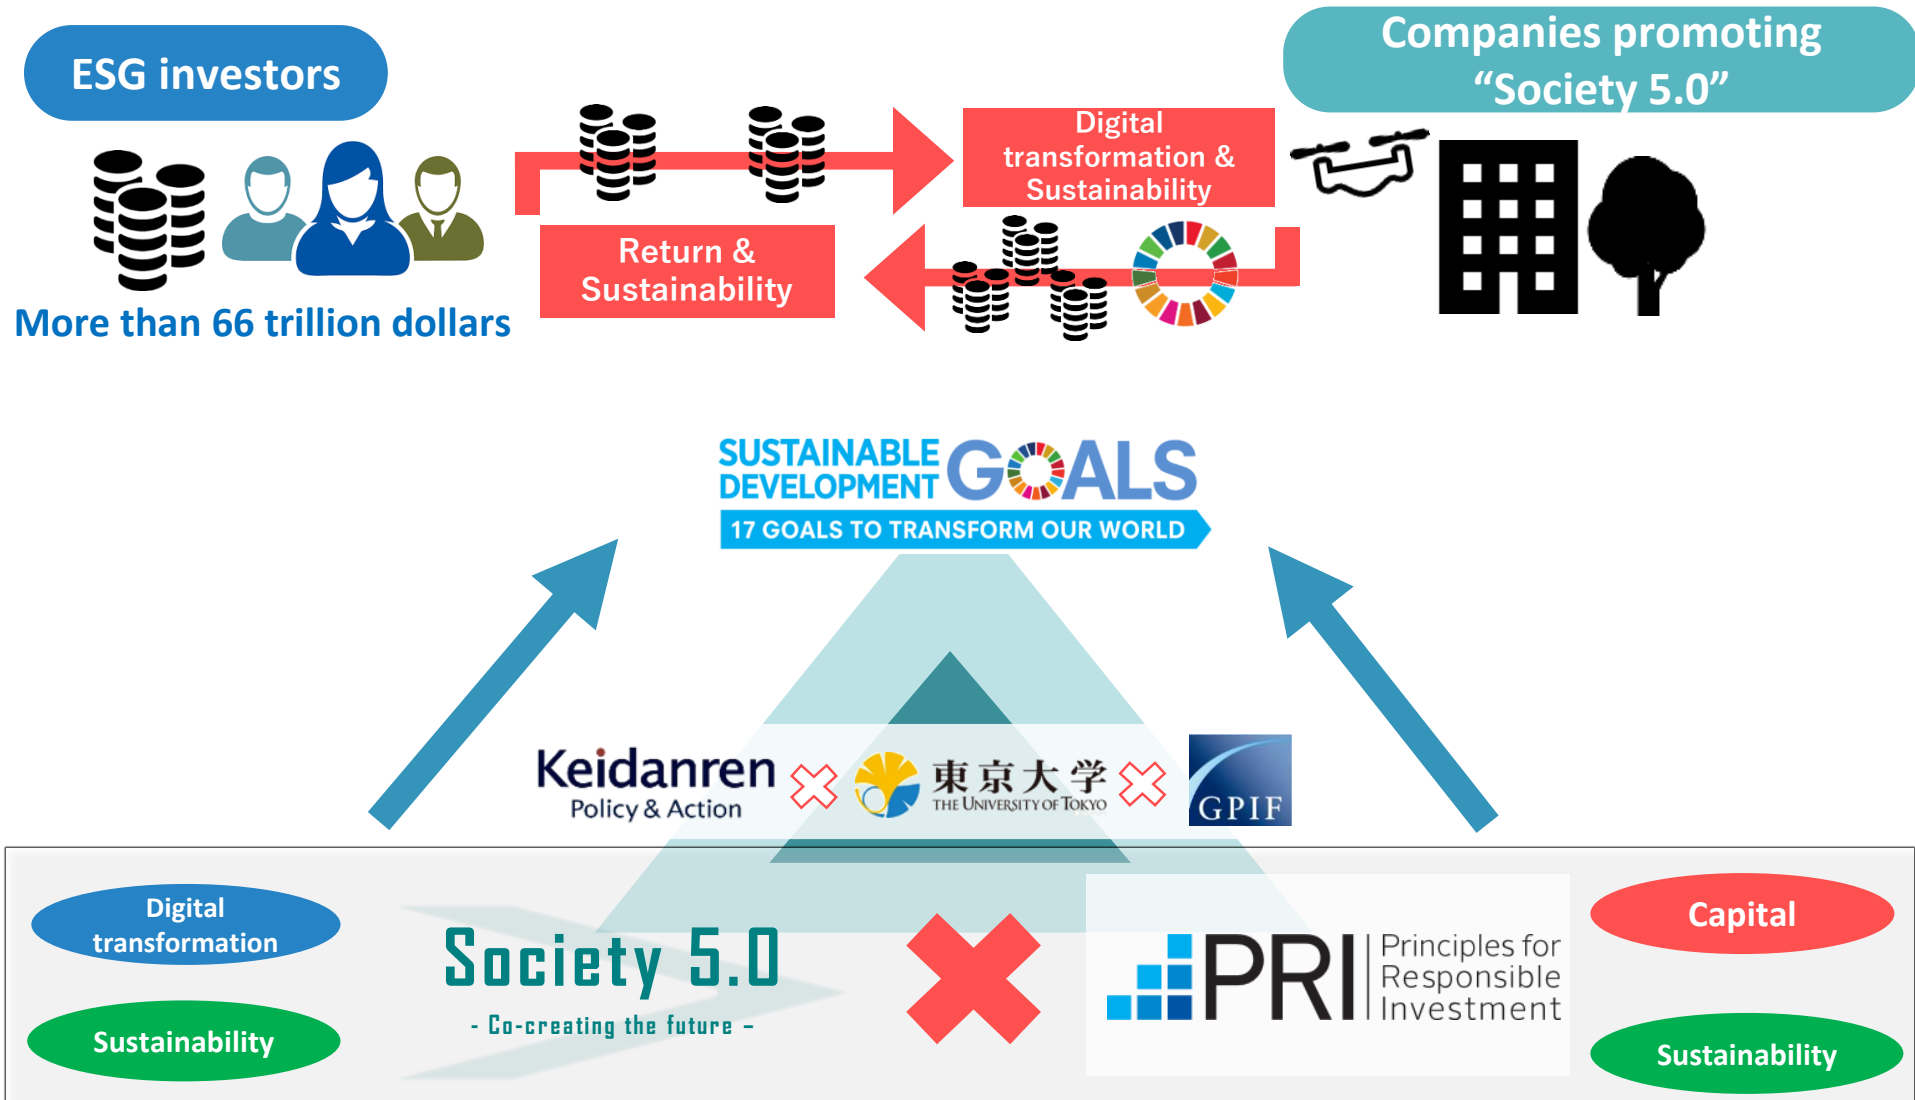 ESG investors
Companies promoting
“Society 5.0”
Digital
transformation &
Sustainability
Return &
Sustainability
More than 66 trillion dollars
SUSTAINABLE
DEVELOPMENT
GOALS
17 GOALS TO TRANSFORM OUR WORLD
Keidanren
Policy & Action
東京大学
THE UNIVERSITY OF TOKYO
GPIF
Digital
transformation
Sustainability
Society 5.0
- Co-creating the future –
PRI
Principles for
Responsible
Investment
Capital
Sustainability